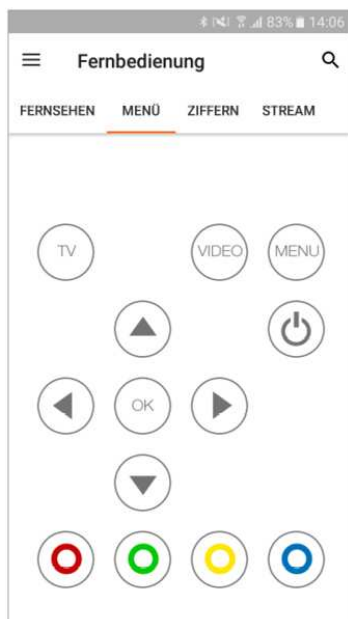 83% 14:06
Fernbedienung
FERNSEHEN MENÜ ZIFFERN STREAM
TV VIDEO MENU
OK